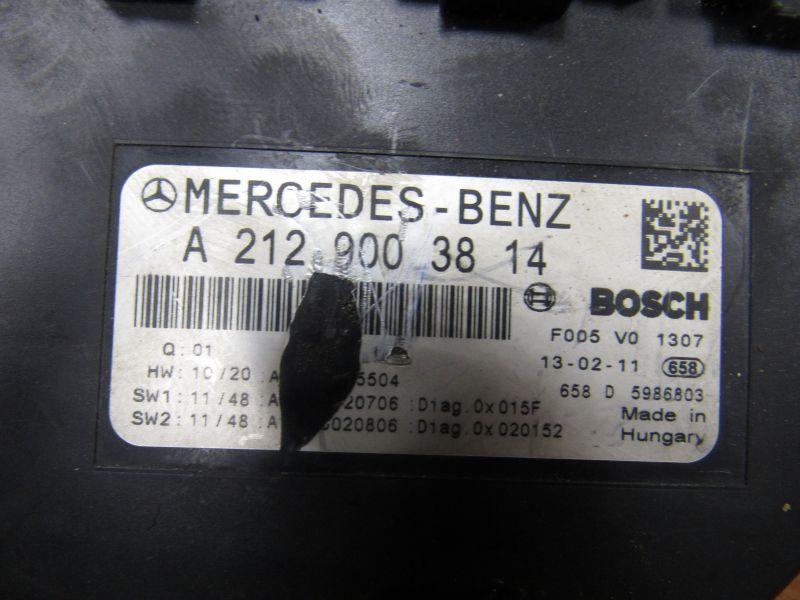 MERCEDES-BENZ
A 212 900 38 14
BOSCH
F005 V0 1307
13-02-11 658
658 D 5986803
Made in
Hungary
Q: 01
HW: 10/20 :A 5504
SW1: 11/48 :A 20706 :Diag.0x015F
SW2: 11/48 :A 020806 :Diag.0x020152